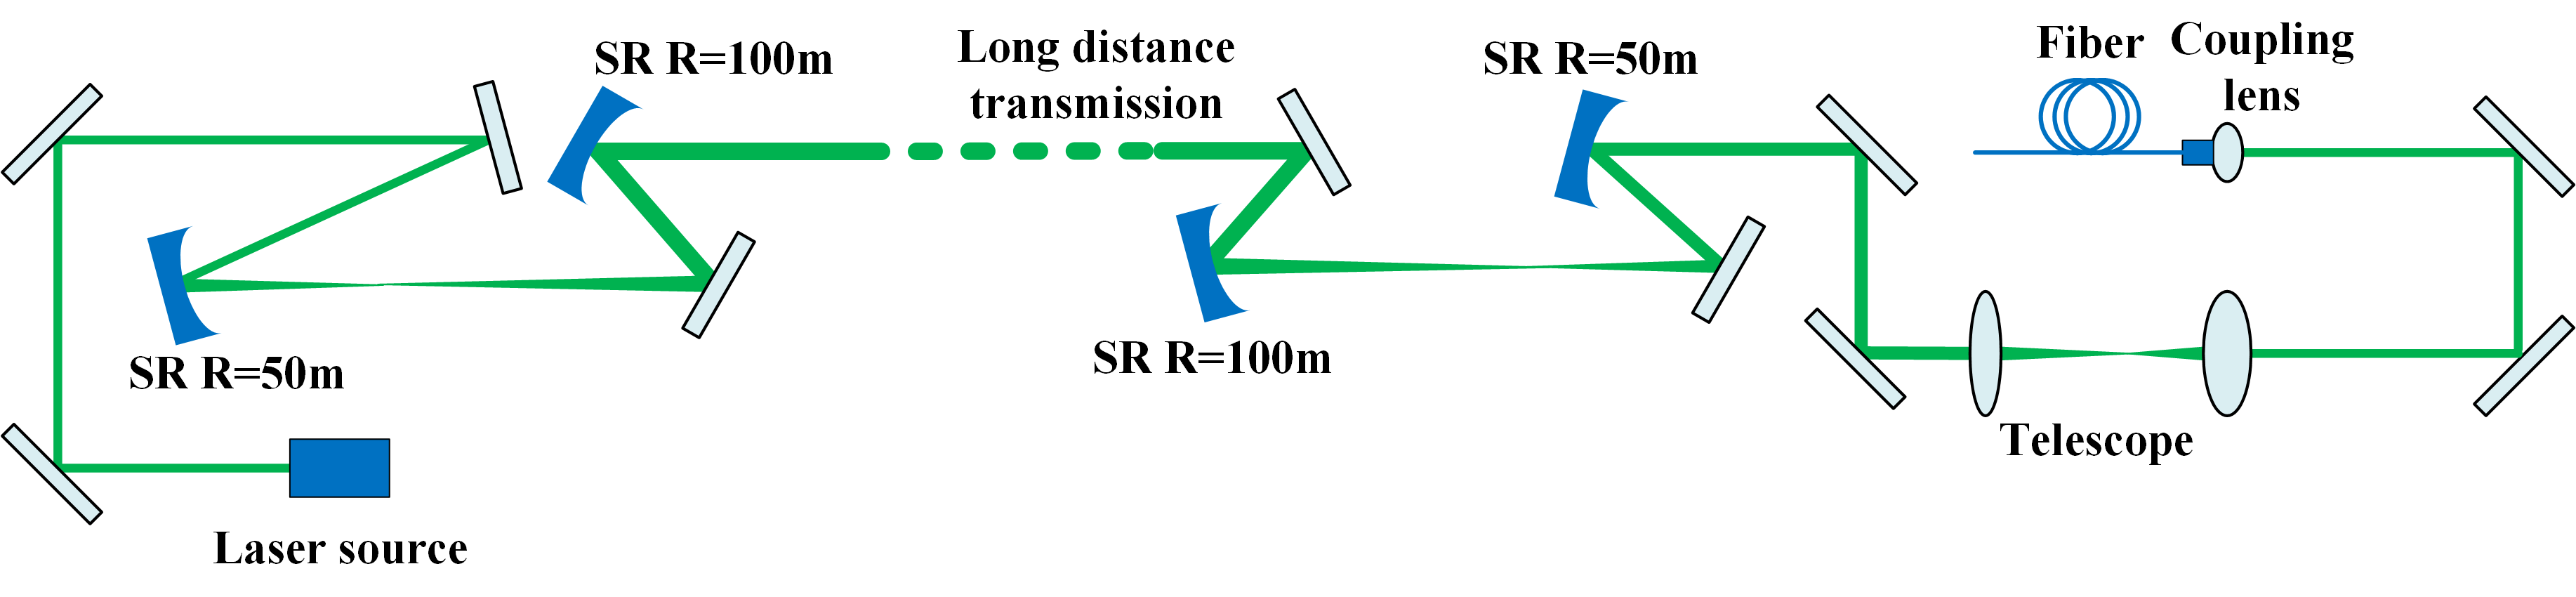 SR R=100m
Long distance
transmission
SR R=50m
Fiber
Coupling
lens
SR R=50m
SR R=100m
Telescope
Laser source